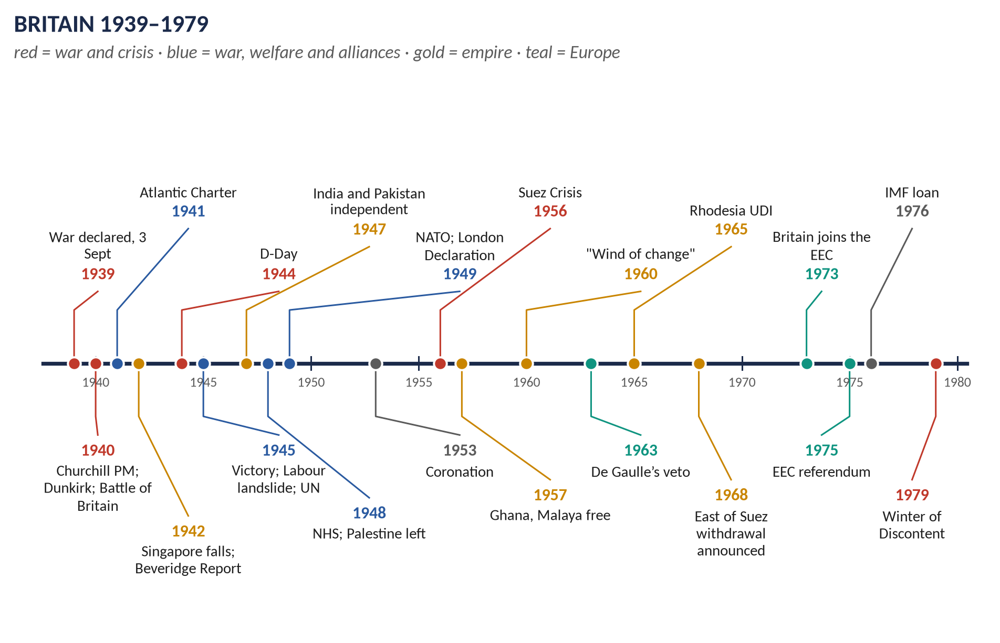 BRITAIN 1939–1979
red = war and crisis · blue = war, welfare and alliances · gold = empire · teal = Europe
Atlantic Charter
1941
India and Pakistan
independent
1947
Suez Crisis
1956
IMF loan
1976
Rhodesia UDI
1965
War declared, 3
Sept
1939
D-Day
1944
NATO; London
Declaration
1949
"Wind of change"
1960
Britain joins the
EEC
1973
1940
1945
1950
1955
1960
1965
1970
1975
1980
1940
Churchill PM;
Dunkirk; Battle of
Britain
1945
Victory; Labour
landslide; UN
1953
Coronation
1963
De Gaulle’s veto
1975
EEC referendum
1957
Ghana, Malaya free
1968
East of Suez
withdrawal
announced
1979
Winter of
Discontent
1948
NHS; Palestine left
1942
Singapore falls;
Beveridge Report